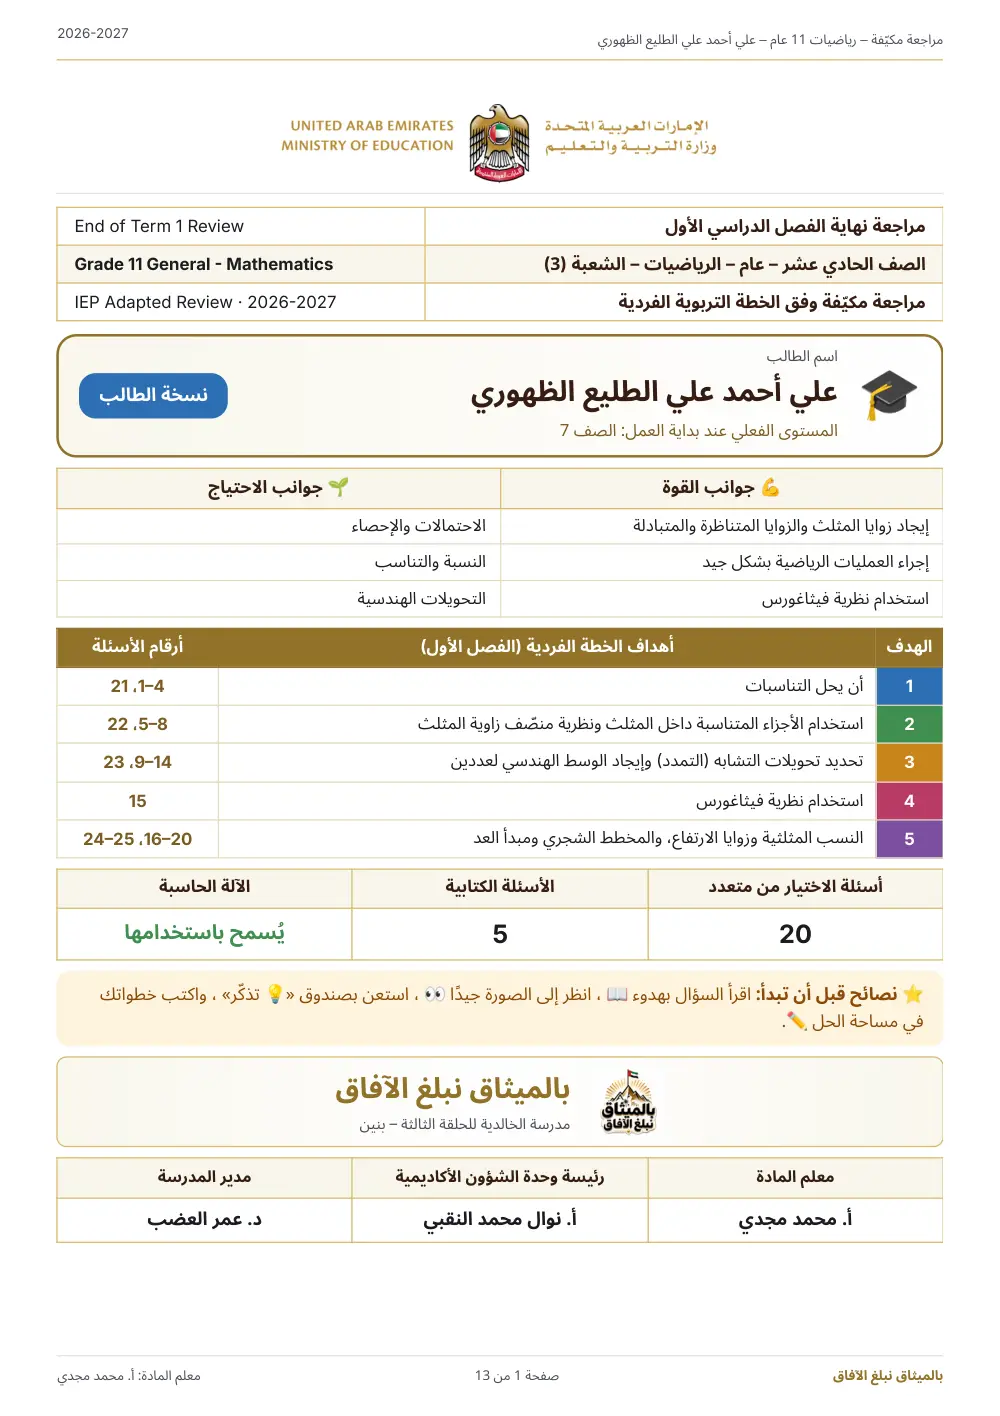 مراجعة مكيّفة – رياضيات 11 عام – علي أحمد علي الطليع الظهوري
2026-2027
الإمارات العربية المتحدة
وزارة التربية والتعليم
UNITED ARAB EMIRATES
MINISTRY OF EDUCATION
مراجعة نهاية الفصل الدراسي الأول
End of Term 1 Review
الصف الحادي عشر – عام – الرياضيات – الشعبة (3)
Grade 11 General - Mathematics
مراجعة مكيّفة وفق الخطة التربوية الفردية
IEP Adapted Review · 2026-2027
اسم الطالب
علي أحمد علي الطليع الظهوري
المستوى الفعلي عند بداية العمل: الصف 7
نسخة الطالب
💪 جوانب القوة
🌱 جوانب الاحتياج
إيجاد زوايا المثلث والزوايا المتناظرة والمتبادلة
الاحتمالات والإحصاء
إجراء العمليات الرياضية بشكل جيد
النسبة والتناسب
استخدام نظرية فيثاغورس
التحويلات الهندسية
الهدف
أهداف الخطة الفردية (الفصل الأول)
أرقام الأسئلة
1
أن يحل التناسبات
1–4، 21
2
استخدام الأجزاء المتناسبة داخل المثلث ونظرية منصّف زاوية المثلث
5–8، 22
3
تحديد تحويلات التشابه (التمدد) وإيجاد الوسط الهندسي لعددين
9–14، 23
4
استخدام نظرية فيثاغورس
15
5
النسب المثلثية وزوايا الارتفاع، والمخطط الشجري ومبدأ العد
16–20، 24–25
أسئلة الاختيار من متعدد
الأسئلة الكتابية
الآلة الحاسبة
20
5
يُسمح باستخدامها
⭐ نصائح قبل أن تبدأ: اقرأ السؤال بهدوء 📖 ، انظر إلى الصورة جيدًا 👀 ، استعن بصندوق «💡 تذكّر» ، واكتب خطواتك
في مساحة الحل ✏️.
بالميثاق نبلغ الآفاق
بالميثاق نبلغ الآفاق
مدرسة الخالدية للحلقة الثالثة – بنين
معلم المادة
رئيسة وحدة الشؤون الأكاديمية
مدير المدرسة
أ. محمد مجدي
أ. نوال محمد النقبي
د. عمر العضب
بالميثاق نبلغ الآفاق
صفحة 1 من 13
معلم المادة: أ. محمد مجدي